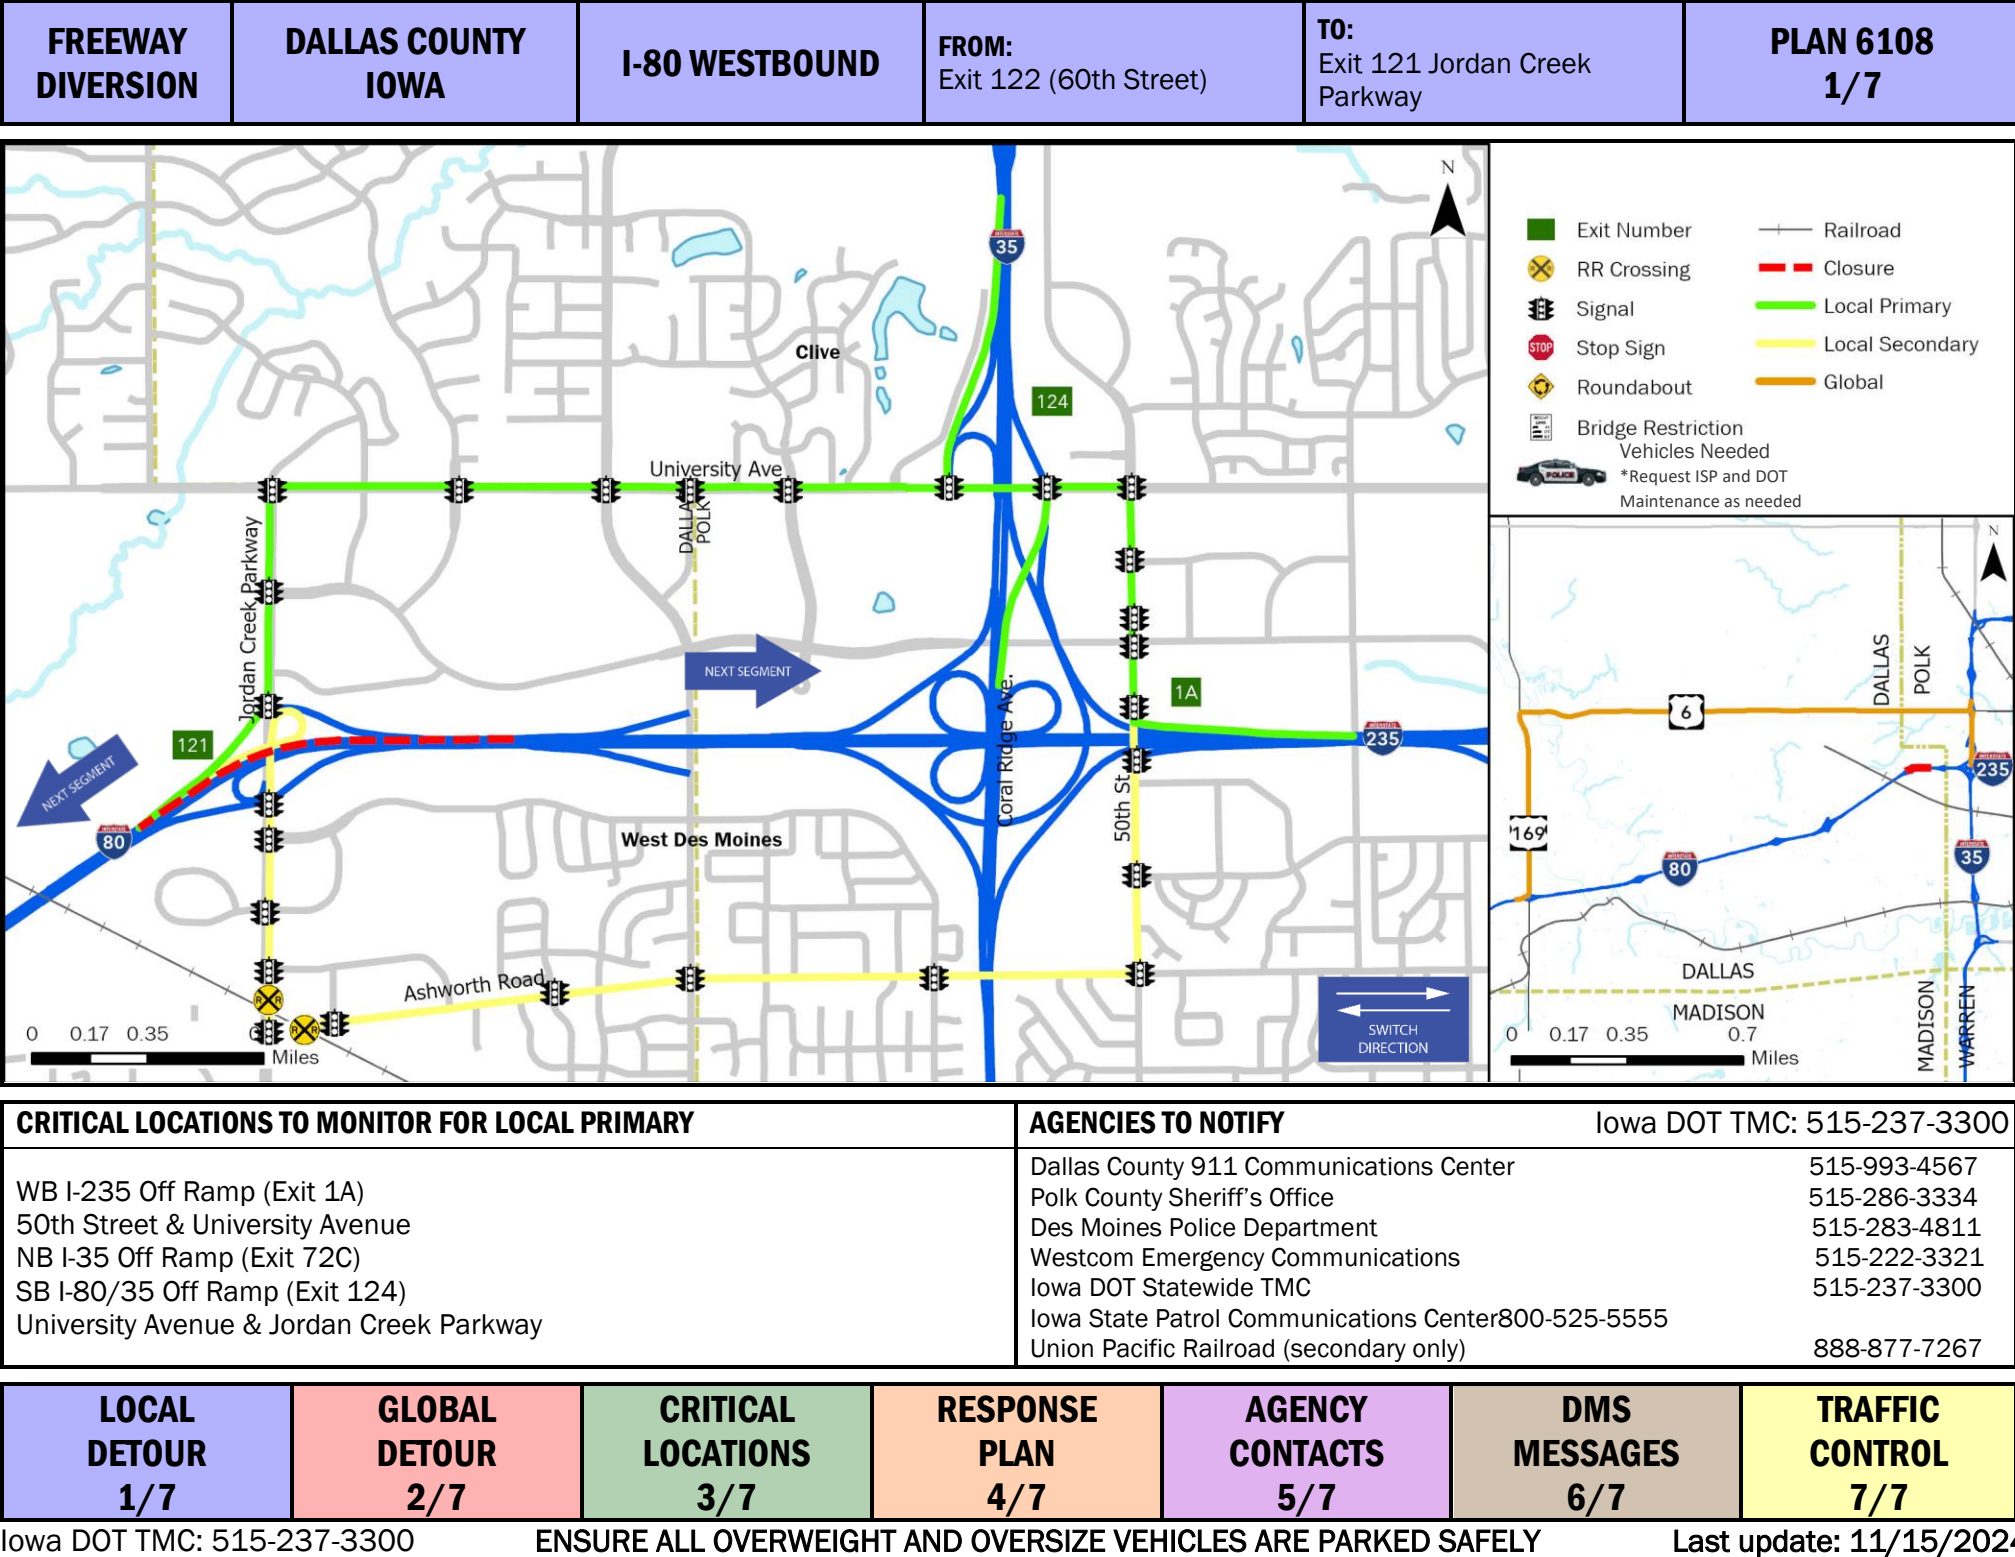 FREEWAY
DIVERSION
DALLAS COUNTY
IOWA
I-80 WESTBOUND
FROM:
Exit 122 (60th Street)
TO:
Exit 121 Jordan Creek
Parkway
PLAN 6108
1/7
N
35
Clive
124
University Ave
DALLAS
POLK
Jordan Creek Parkway
NEXT SEGMENT
1A
121
235
Coral Ridge Ave.
NEXT SEGMENT
80
50th St
West Des Moines
Ashworth Road
0 0.17 0.35
Miles
SWITCH
DIRECTION
Exit Number
RR Crossing
Signal
STOP
Stop Sign
Roundabout
Bridge Restriction
Railroad
Closure
Local Primary
Local Secondary
Global
POLICE
Vehicles Needed
*Request ISP and DOT
Maintenance as needed
N
DALLAS
POLK
6
235
169
80
35
DALLAS
MADISON
MADISON
WARREN
0 0.17 0.35 0.7
Miles
CRITICAL LOCATIONS TO MONITOR FOR LOCAL PRIMARY
WB I-235 Off Ramp (Exit 1A)
50th Street & University Avenue
NB I-35 Off Ramp (Exit 72C)
SB I-80/35 Off Ramp (Exit 124)
University Avenue & Jordan Creek Parkway
AGENCIES TO NOTIFY Iowa DOT TMC: 515-237-3300
Dallas County 911 Communications Center 515-993-4567
Polk County Sheriff's Office 515-286-3334
Des Moines Police Department 515-283-4811
Westcom Emergency Communications 515-222-3321
Iowa DOT Statewide TMC 515-237-3300
Iowa State Patrol Communications Center800-525-5555
Union Pacific Railroad (secondary only) 888-877-7267
LOCAL
DETOUR
1/7
GLOBAL
DETOUR
2/7
CRITICAL
LOCATIONS
3/7
RESPONSE
PLAN
4/7
AGENCY
CONTACTS
5/7
DMS
MESSAGES
6/7
TRAFFIC
CONTROL
7/7
Iowa DOT TMC: 515-237-3300 ENSURE ALL OVERWEIGHT AND OVERSIZE VEHICLES ARE PARKED SAFELY Last update: 11/15/202